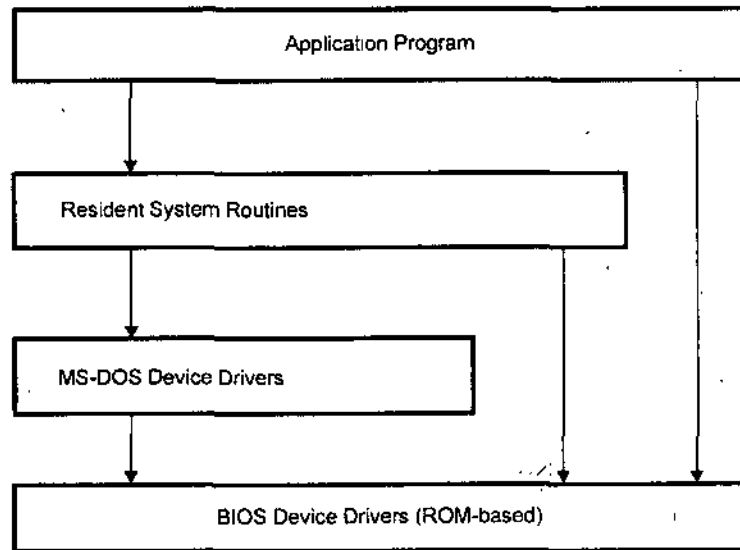 Application Program
Resident System Routines
MS-DOS Device Drivers
BIOS Device Drivers (ROM-based)